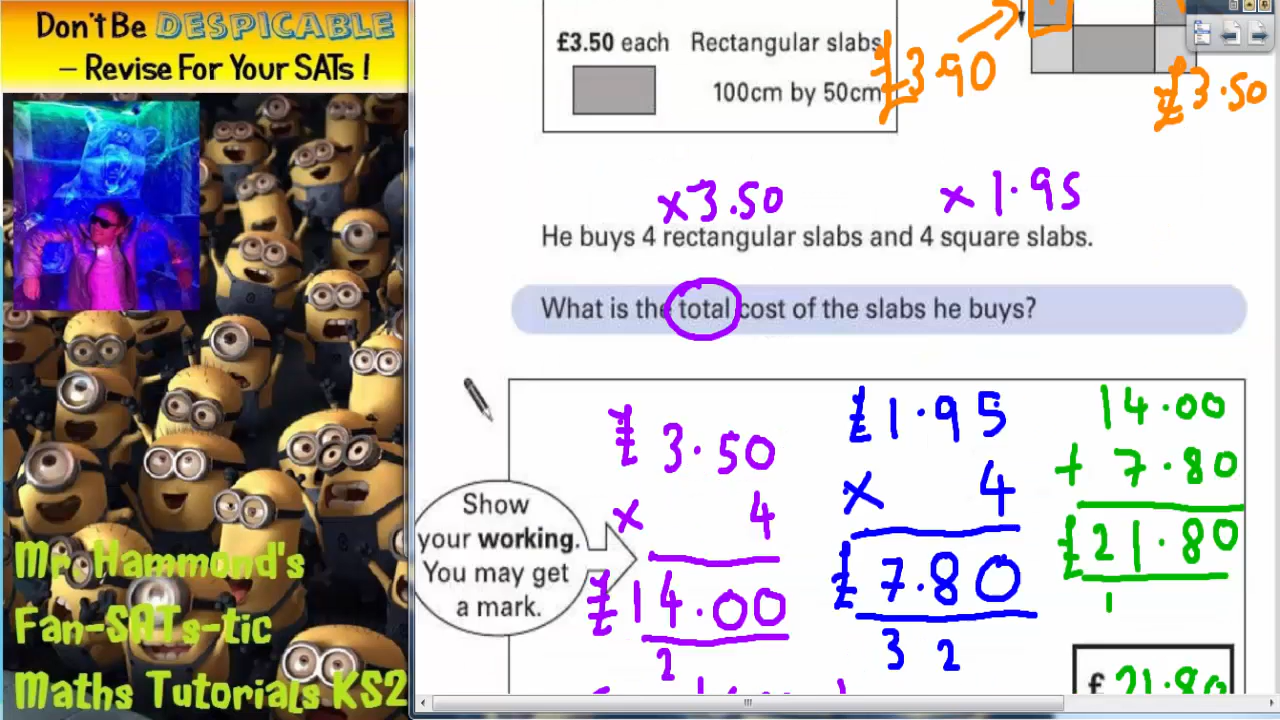 Don't Be DESPICABLE
– Revise For Your SATs !
£3.50 each Rectangular slabs
100cm by 50cm
£3.90
£3.50
×3.50
×1.95
He buys 4 rectangular slabs and 4 square slabs.
What is the total cost of the slabs he buys?
Show
your working.
You may get
a mark.
£3.50
× 4
£14.00
2
£1.95
× 4
£7.80
3 2
14.00
+ 7.80
£21.80
1
£ 21.80
Mr Hammond's
Fan-SATs-tic
Maths Tutorials KS2